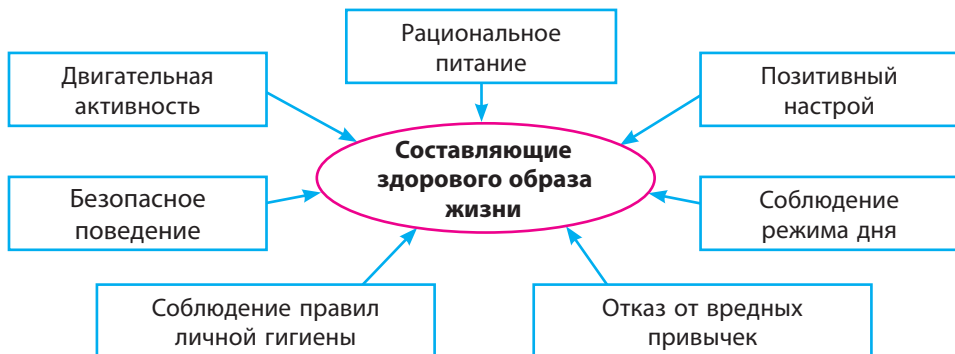 Рациональное
питание
Двигательная
активность
Позитивный
настрой
Составляющие
здорового образа
жизни
Безопасное
поведение
Соблюдение
режима дня
Соблюдение правил
личной гигиены
Отказ от вредных
привычек